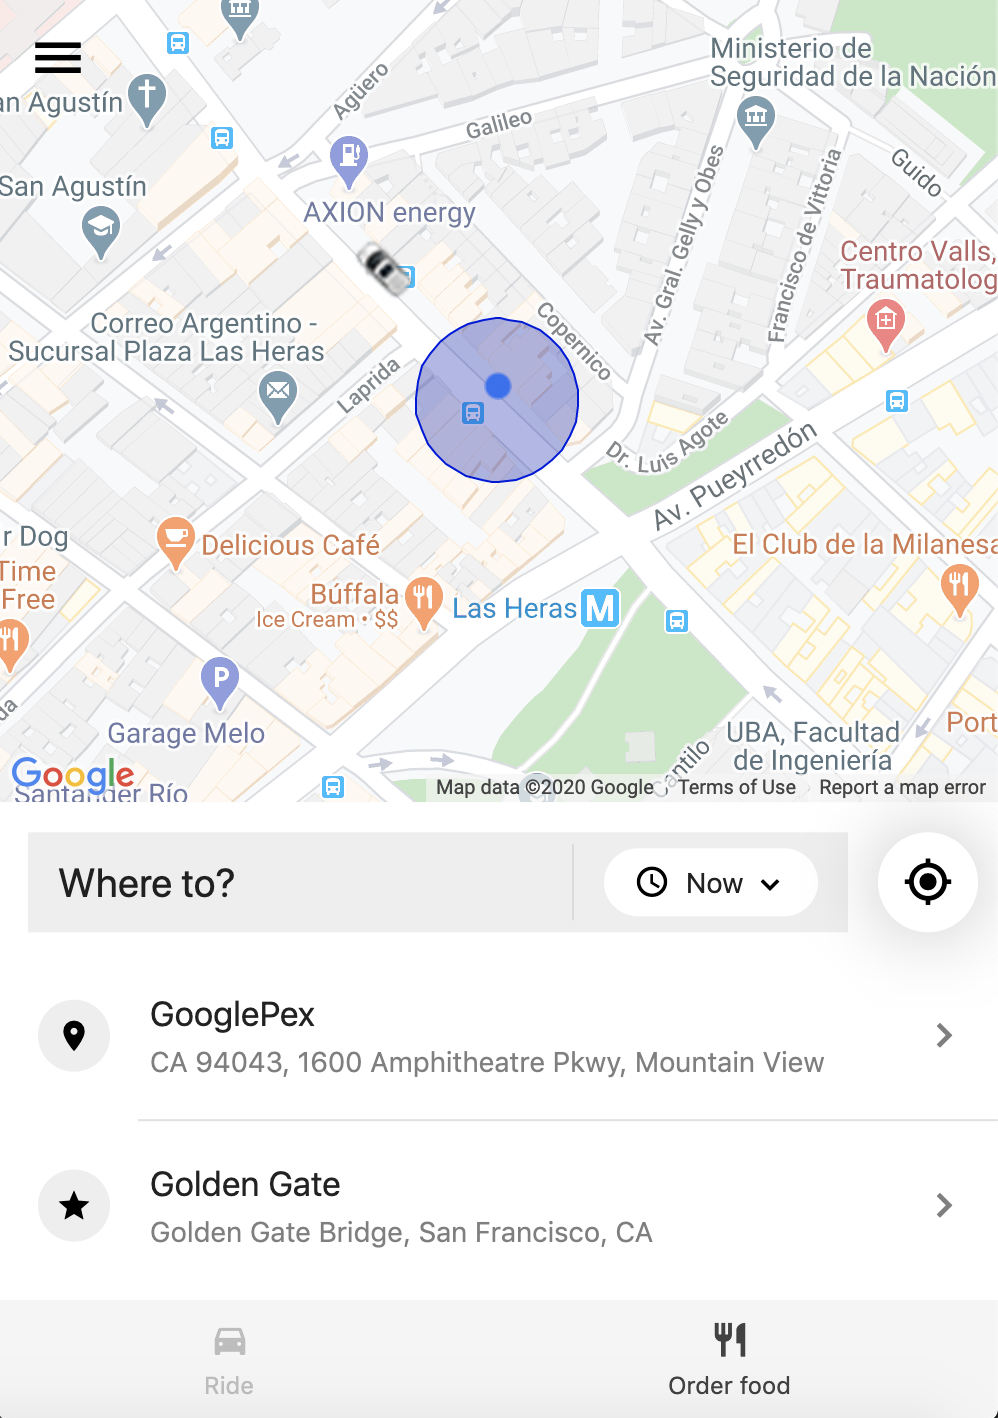 Ministerio de
Seguridad de la Nación
an Agustín
Agüero
Galileo
Guido
San Agustín
AXION energy
Av. Gral. Gelly y Obes
Francisco de Vittoria
Centro Valls,
Traumatolog
Correo Argentino -
Sucursal Plaza Las Heras
Copernico
Laprida
Dr. Luis Agote
Av. Pueyrredón
r Dog
Delicious Café
El Club de la Milanesa
Time
Free
Búffala
Ice Cream • $$
Las Heras M
P
da
Garage Melo
UBA, Facultad
de Ingeniería
Port
antilo
Google
Santander Río
Map data ©2020 Google
Terms of Use
Report a map error
Where to?
Now
GooglePex
CA 94043, 1600 Amphitheatre Pkwy, Mountain View
Golden Gate
Golden Gate Bridge, San Francisco, CA
Ride
Order food